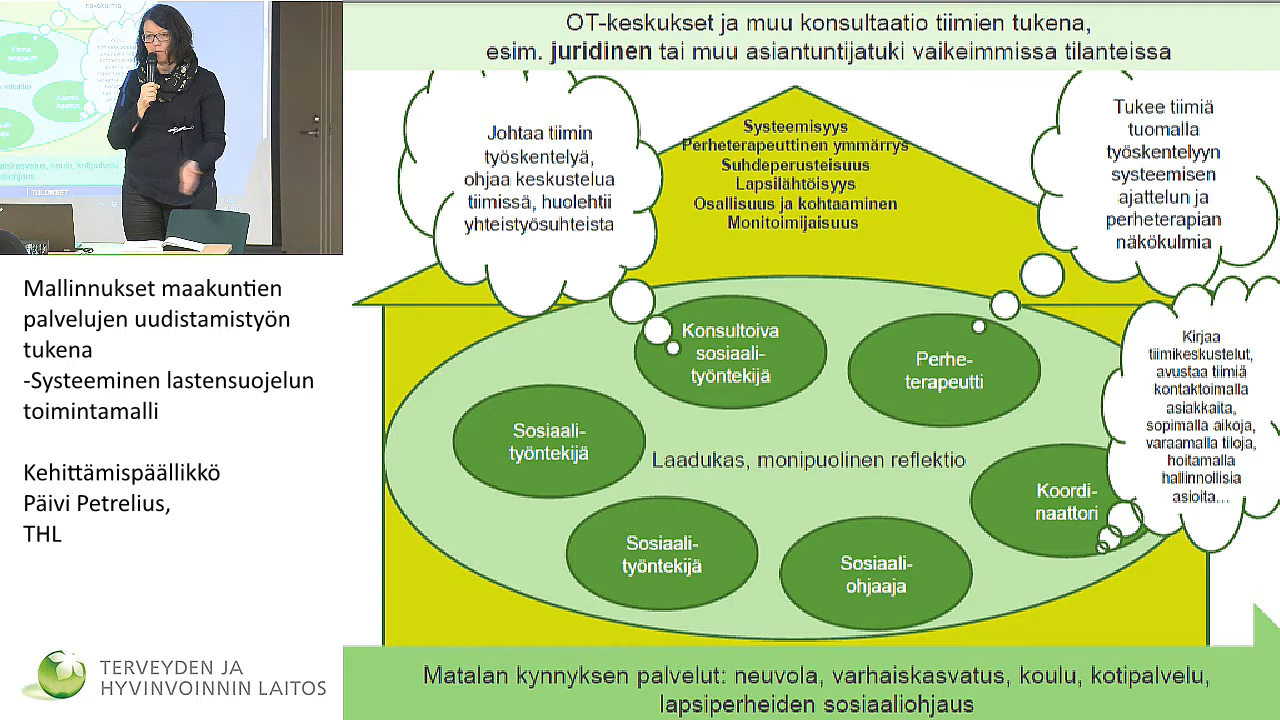 OT-keskukset ja muu konsultaatio tiimien tukena,
esim. juridinen tai muu asiantuntijatuki vaikeimmissa tilanteissa
Johtaa tiimin
työskentelyä,
ohjaa keskustelua
tiimissä, huolehtii
yhteistyösuhteista
Systeemisyys
Perheterapeuttinen ymmärrys
Suhdeperusteisuus
Lapsilähtöisyys
Osallisuus ja kohtaaminen
Monitoimijaisuus
Tukee tiimiä
tuomalla
työskentelyyn
systeemisen
ajattelun ja
perheterapian
näkökulmia
Konsultoiva
sosiaali-
työntekijä
Perhe-
terapeutti
Kirjaa
tiimikeskustelut,
avustaa tiimiä
kontaktoimalla
asiakkaita,
sopimalla aikoja,
varaamalla tiloja,
hoitamalla
hallinnollisia
asioita…
Sosiaali-
työntekijä
Laadukas, monipuolinen reflektio
Koordi-
naattori
Sosiaali-
työntekijä
Sosiaali-
ohjaaja
Matalan kynnyksen palvelut: neuvola, varhaiskasvatus, koulu, kotipalvelu,
lapsiperheiden sosiaaliohjaus
Mallinnukset maakuntien
palvelujen uudistamistyön
tukena
-Systeeminen lastensuojelun
toimintamalli
Kehittämispäällikkö
Päivi Petrelius,
THL
TERVEYDEN JA
HYVINVOINNIN LAITOS